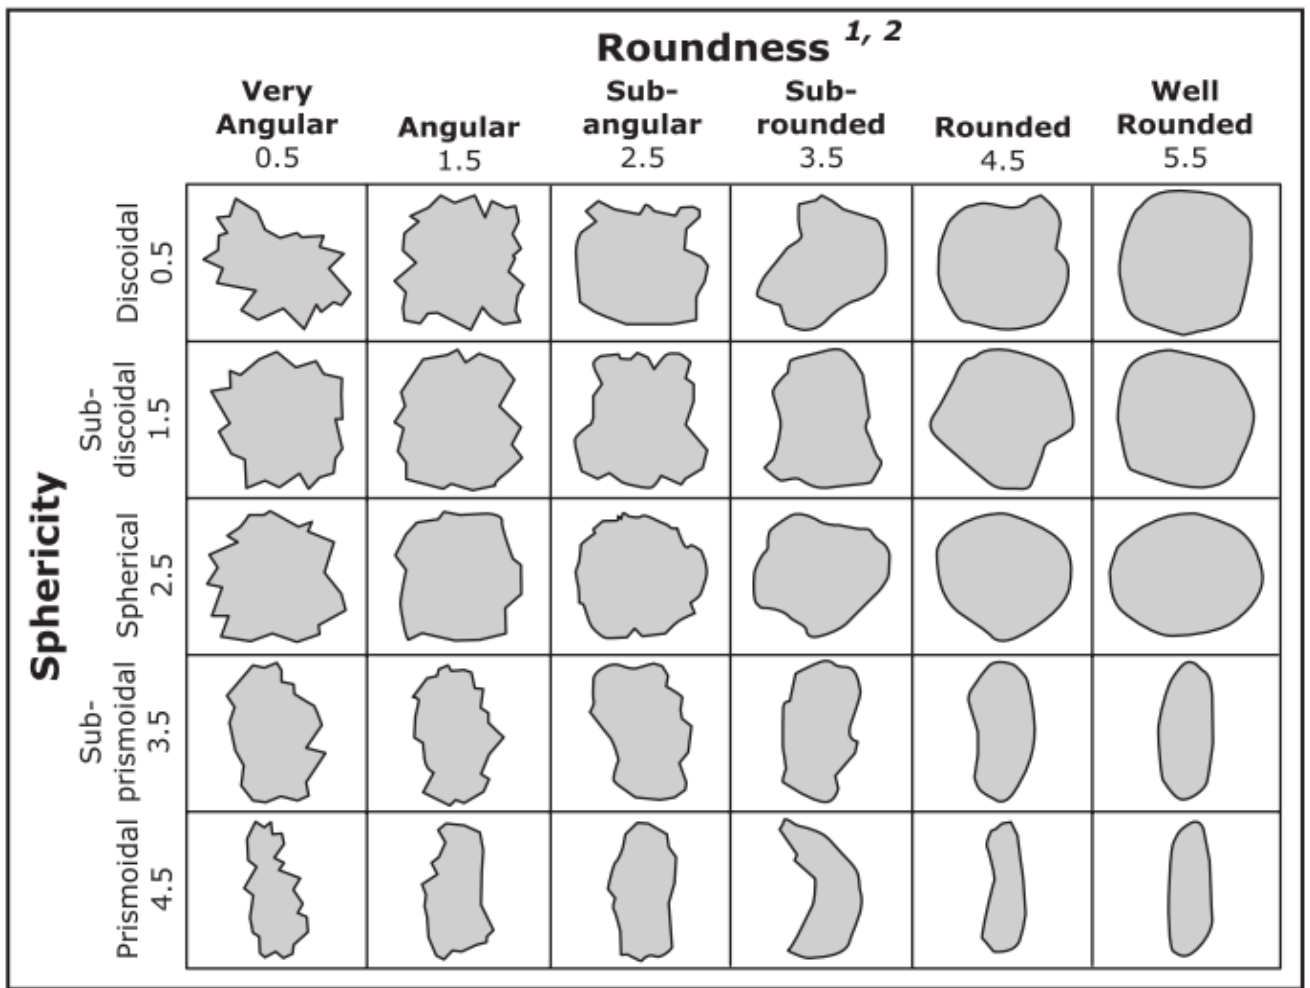 Roundness 1, 2
Very
Angular
0.5
Angular
1.5
Sub-
angular
2.5
Sub-
rounded
3.5
Rounded
4.5
Well
Rounded
5.5
Sphericity
Discoidal
0.5
Sub-
discoidal
1.5
Spherical
2.5
Sub-
prismoidal
3.5
Prismoidal
4.5